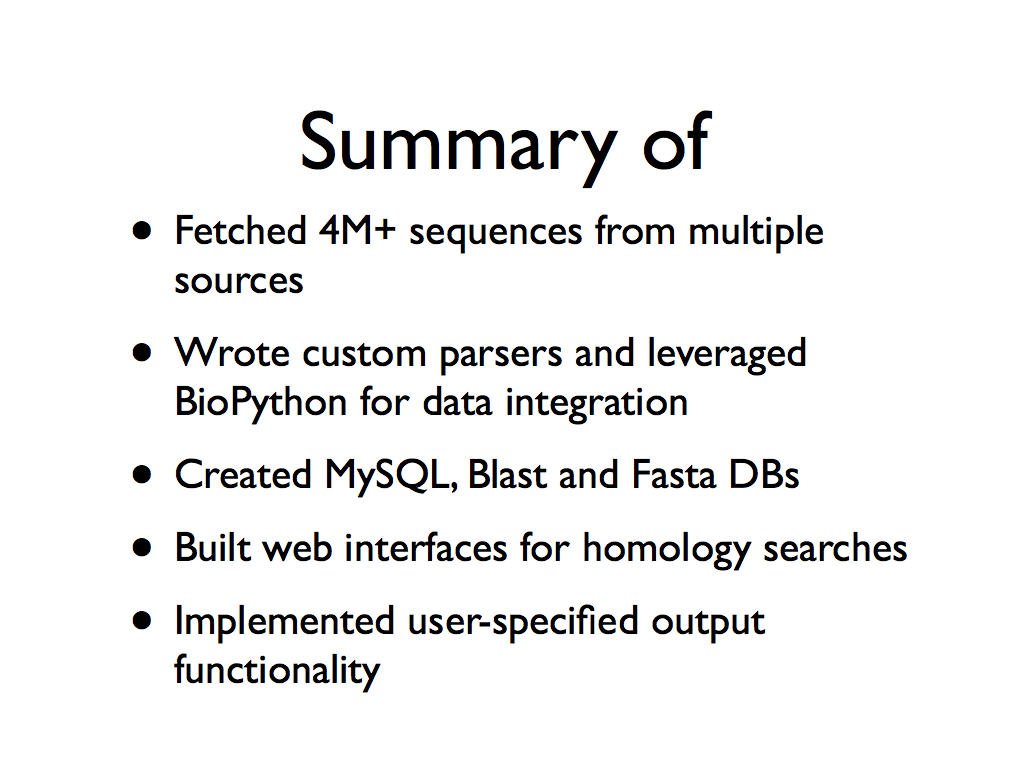 Summary of
• Fetched 4M+ sequences from multiple
sources
• Wrote custom parsers and leveraged
BioPython for data integration
• Created MySQL, Blast and Fasta DBs
• Built web interfaces for homology searches
• Implemented user-specified output
functionality